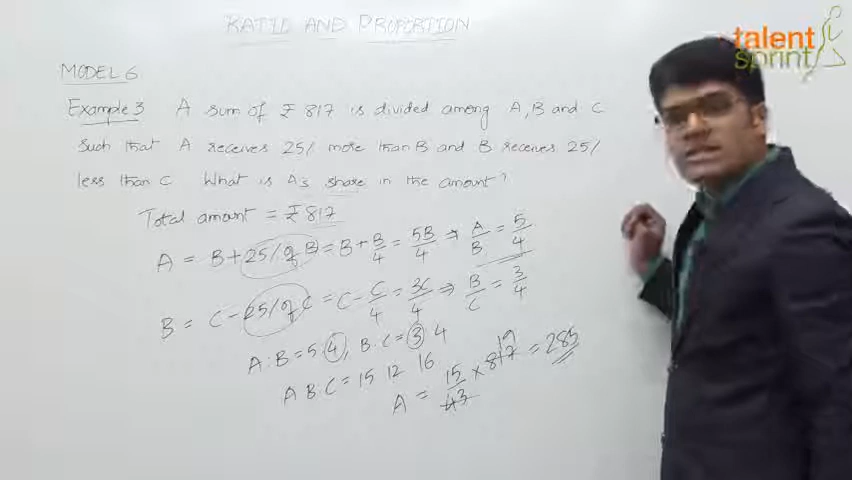 RATIO AND PROPORTION
talent
sprint
MODEL 6
Example 3 A sum of ₹ 817 is divided among A, B and C
Such that A receives 25% more than B and B receives 25%
less than C What is A's share in the amount?
Total amount = ₹ 817
A = B + 25% of B = B + B/4 = 5B/4 ⇒ A/B = 5/4
B = C - 25% of C = C - C/4 = 3C/4 ⇒ B/C = 3/4
A:B = 5:4, B:C = 3 4
A B:C = 15 12 16
A = 15/43 × 817 19 = 285